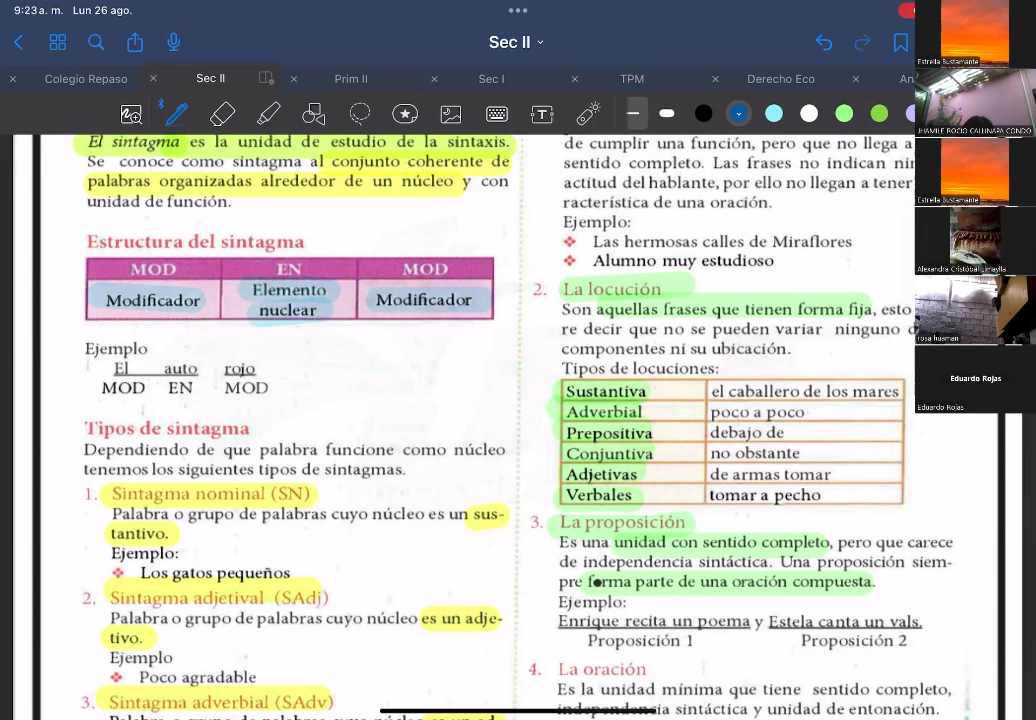 9:23 a. m. Lun 26 ago.
Sec II
Colegio Repaso
Sec II
Prim II
Sec I
TPM
Derecho Eco
El sintagma es la unidad de estudio de la sintaxis.
Se conoce como sintagma al conjunto coherente de
palabras organizadas alrededor de un núcleo y con
unidad de función.
Estructura del sintagma
MOD EN MOD
Modificador Elemento nuclear Modificador
Ejemplo
El auto rojo
MOD EN MOD
Tipos de sintagma
Dependiendo de que palabra funcione como núcleo
tenemos los siguientes tipos de sintagmas.
1. Sintagma nominal (SN)
Palabra o grupo de palabras cuyo núcleo es un sus-
tantivo.
Ejemplo:
❖ Los gatos pequeños
2. Sintagma adjetival (SAdj)
Palabra o grupo de palabras cuyo núcleo es un adje-
tivo.
Ejemplo
❖ Poco agradable
3. Sintagma adverbial (SAdv)
de cumplir una función, pero que no llega a
sentido completo. Las frases no indican
actitud del hablante, por ello no llegan a tener
racterística de una oración.
Ejemplo:
❖ Las hermosas calles de Miraflores
❖ Alumno muy estudioso
2. La locución
Son aquellas frases que tienen forma fija, esto
re decir que no se pueden variar ninguno
componentes ni su ubicación.
Tipos de locuciones:
Sustantiva el caballero de los mares
Adverbial poco a poco
Prepositiva debajo de
Conjuntiva no obstante
Adjetivas de armas tomar
Verbales tomar a pecho
3. La proposición
Es una unidad con sentido completo, pero que carece
de independencia sintáctica. Una proposición siem-
pre forma parte de una oración compuesta.
Ejemplo:
Enrique recita un poema y Estela canta un vals.
Proposición 1 Proposición 2
4. La oración
Es la unidad mínima que tiene sentido completo,
independencia sintáctica y unidad de entonación.
Estrella Bustamante
JHAMILE ROCIO CALLINAPA CONDO
Estrella Bustamante
Alexandra Cristóbal Limaylla
rosa huaman
Eduardo Rojas
Eduardo Rojas